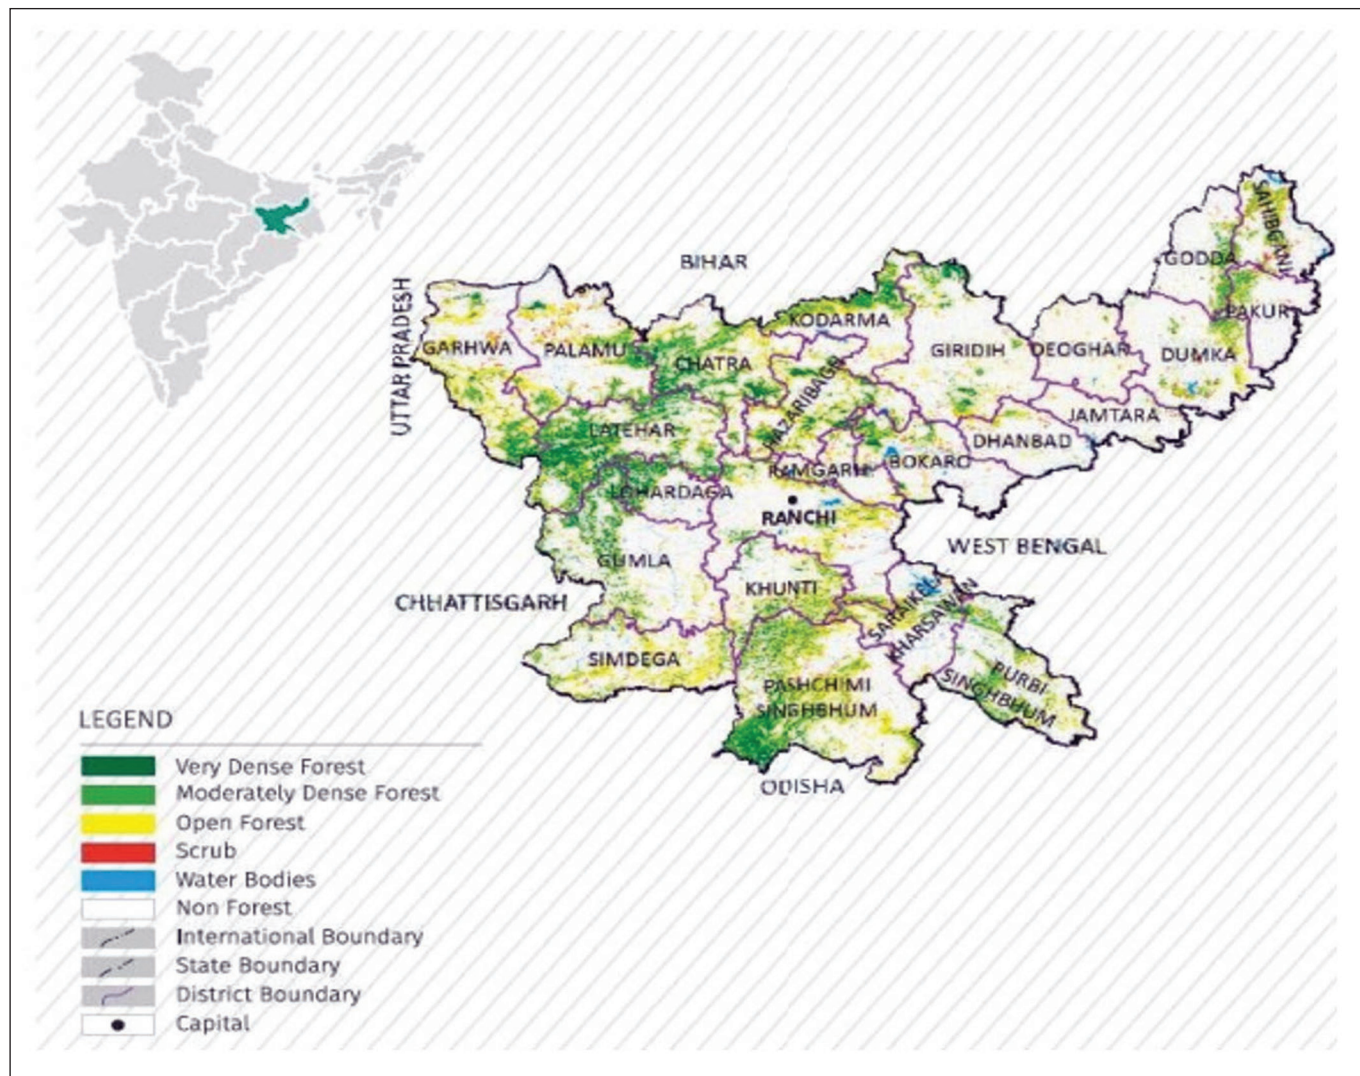 BIHAR
UTTAR PRADESH
SAHIBGANJ
GODDA
PAKUR
KODARMA
GARHWA
PALAMU
CHATRA
HAZARIBAGH
GIRIDIH
DEOGHAR
DUMKA
JAMTARA
LATEHAR
DHANBAD
RAMGARH
BOKARO
LOHARDAGA
RANCHI
WEST BENGAL
GUMLA
KHUNTI
CHHATTISGARH
SARAIKELA
KHARSAWAN
SIMDEGA
PASHCHIMI
SINGHBHUM
PURBI
SINGHBHUM
ODISHA
LEGEND
Very Dense Forest
Moderately Dense Forest
Open Forest
Scrub
Water Bodies
Non Forest
International Boundary
State Boundary
District Boundary
Capital